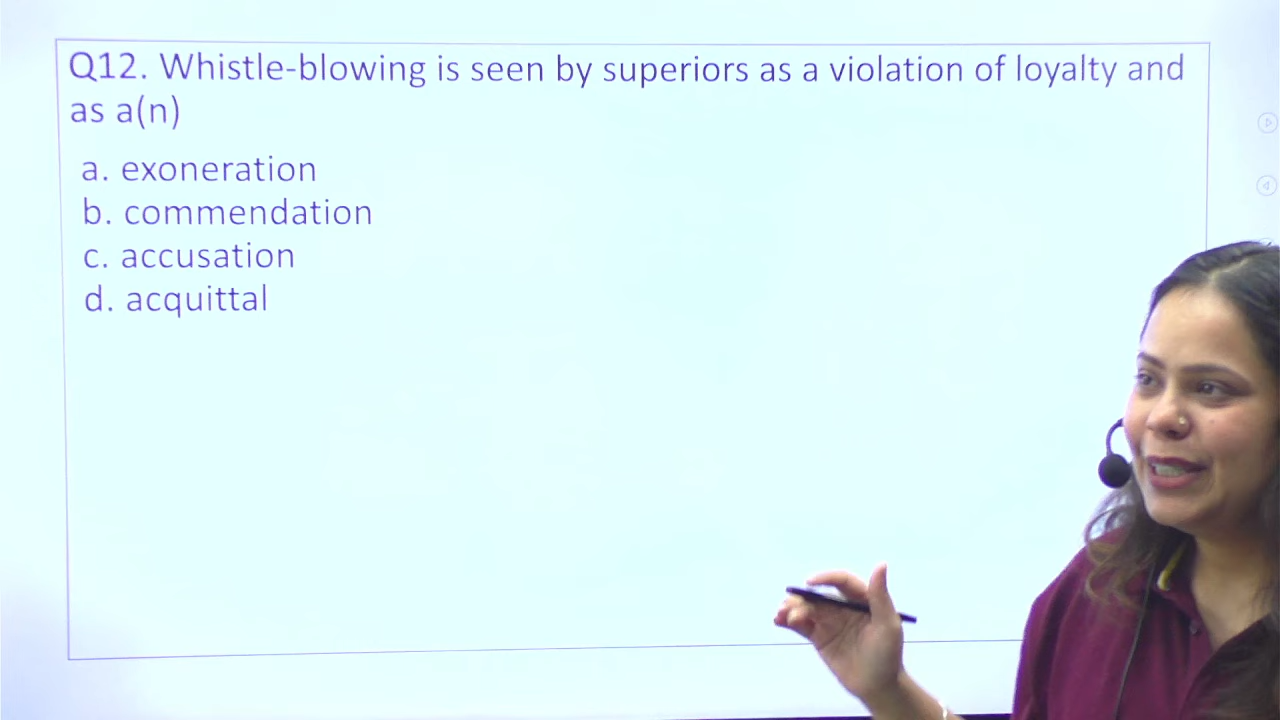 Q12. Whistle-blowing is seen by superiors as a violation of loyalty and
as a(n)
a. exoneration
b. commendation
c. accusation
d. acquittal